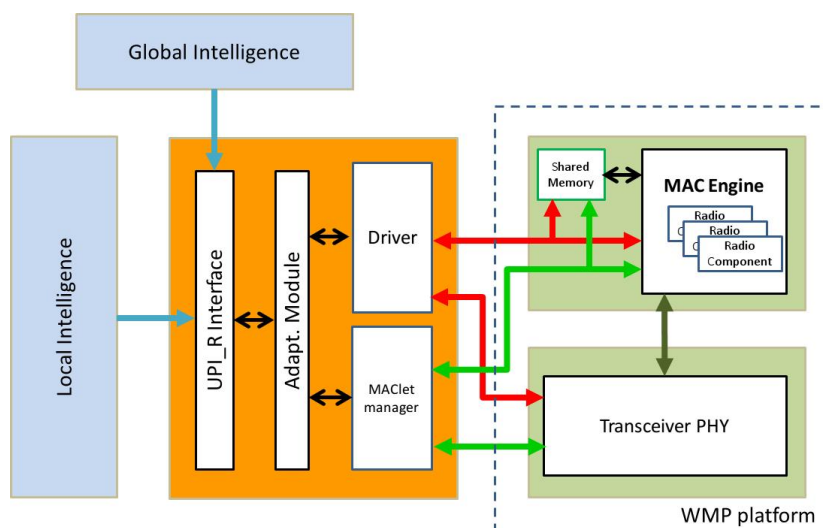 Global Intelligence
Local Intelligence
UPI_R Interface
Adapt. Module
Driver
MAClet
manager
Shared
Memory
MAC Engine
Radio
C
Radio
C
Radio
Component
Transceiver PHY
WMP platform